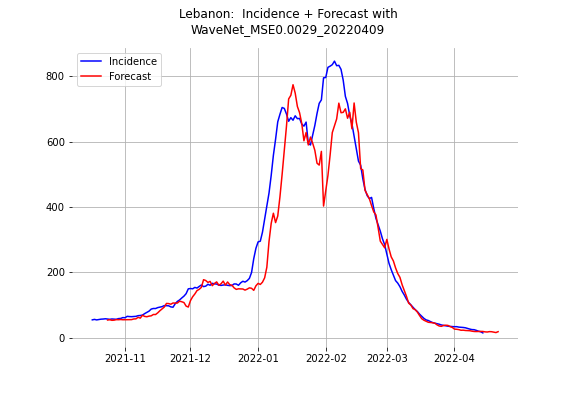 Lebanon:  Incidence + Forecast with
WaveNet_MSE0.0029_20220409
Incidence
Forecast
800
600
400
200
0
2021-11
2021-12
2022-01
2022-02
2022-03
2022-04